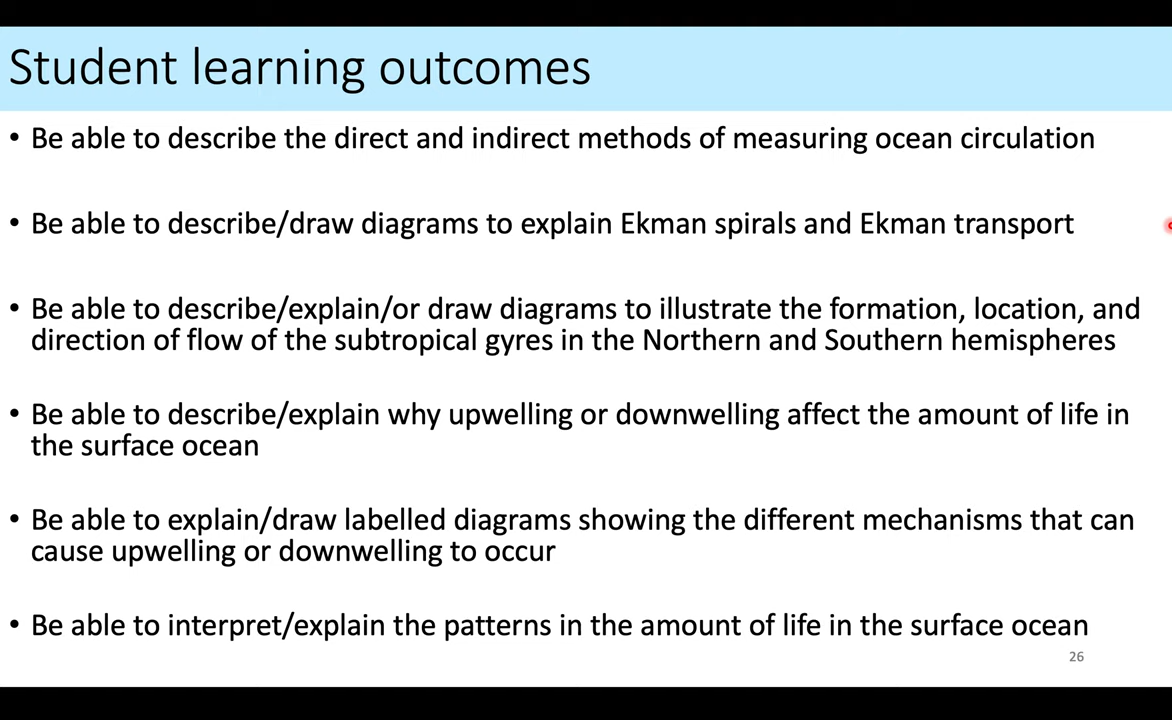 Student learning outcomes
• Be able to describe the direct and indirect methods of measuring ocean circulation
• Be able to describe/draw diagrams to explain Ekman spirals and Ekman transport
• Be able to describe/explain/or draw diagrams to illustrate the formation, location, and
direction of flow of the subtropical gyres in the Northern and Southern hemispheres
• Be able to describe/explain why upwelling or downwelling affect the amount of life in
the surface ocean
• Be able to explain/draw labelled diagrams showing the different mechanisms that can
cause upwelling or downwelling to occur
• Be able to interpret/explain the patterns in the amount of life in the surface ocean
26